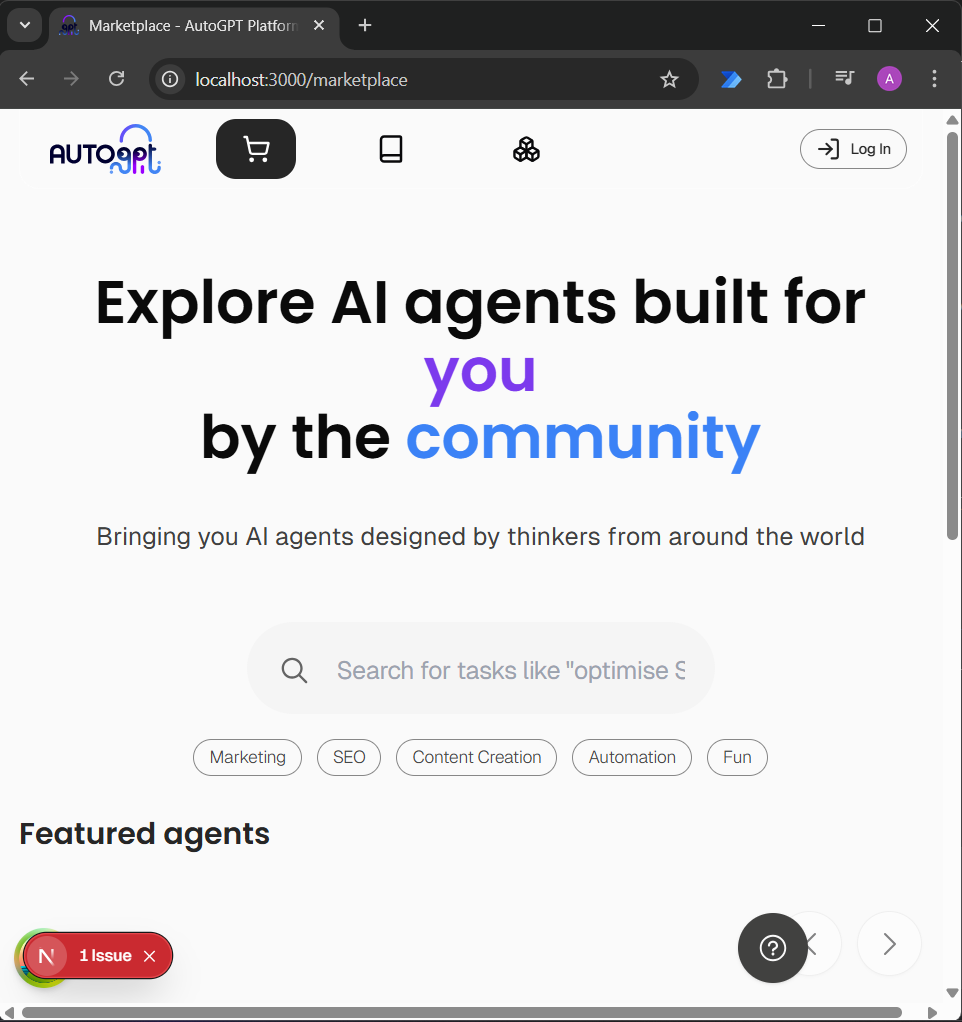 Marketplace - AutoGPT Platform
localhost:3000/marketplace
A
AUTOgpt
Log In
Explore AI agents built for
you
by the community
Bringing you AI agents designed by thinkers from around the world
Search for tasks like "optimise S
Marketing
SEO
Content Creation
Automation
Fun
Featured agents
N
1 Issue